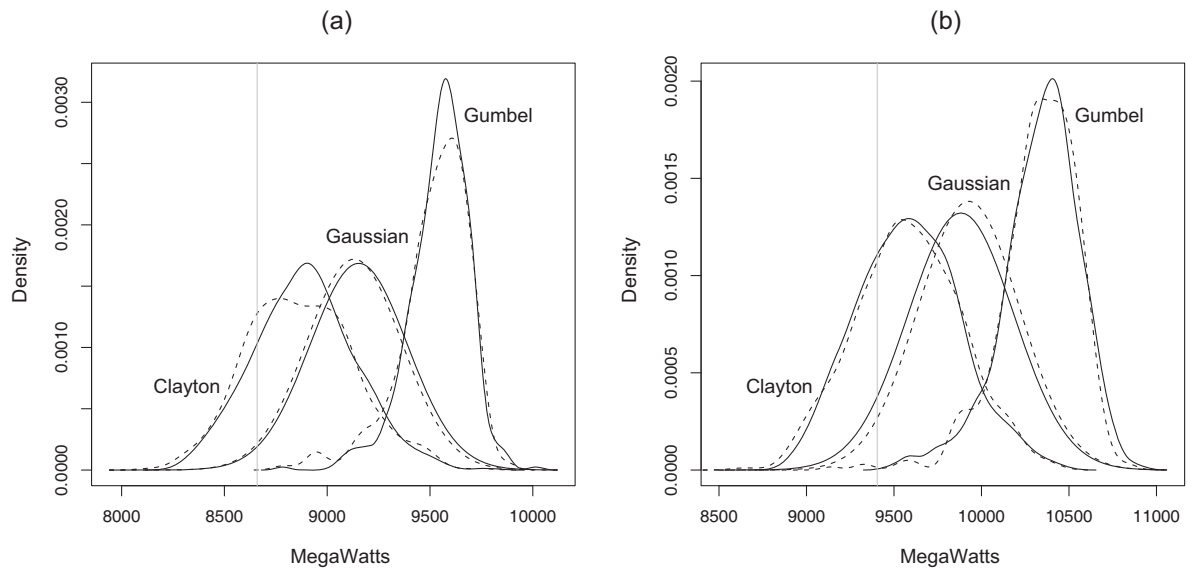 (a)
Density
0.0030
0.0020
0.0010
0.0000
Gumbel
Gaussian
Clayton
8000 8500 9000 9500 10000
MegaWatts
(b)
Density
0.0020
0.0015
0.0010
0.0005
0.0000
Gumbel
Gaussian
Clayton
8500 9000 9500 10000 10500 11000
MegaWatts